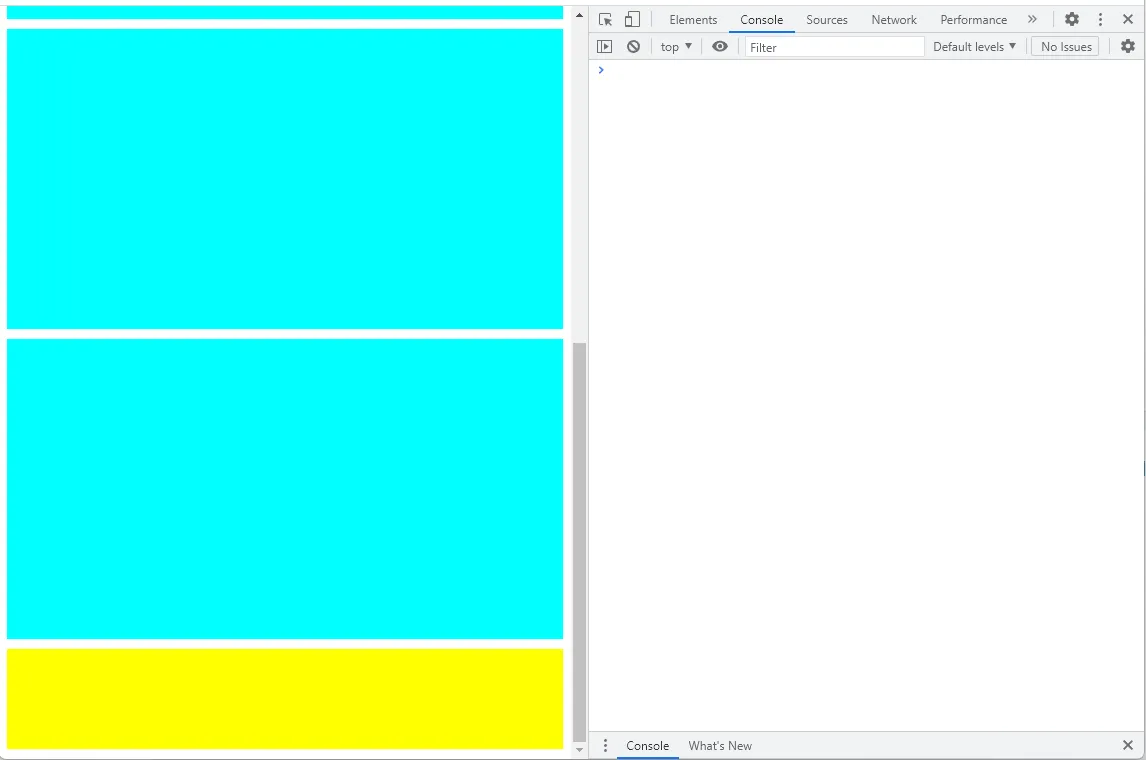 Elements Console Sources Network Performance
top Filter Default levels No Issues
Console What's New